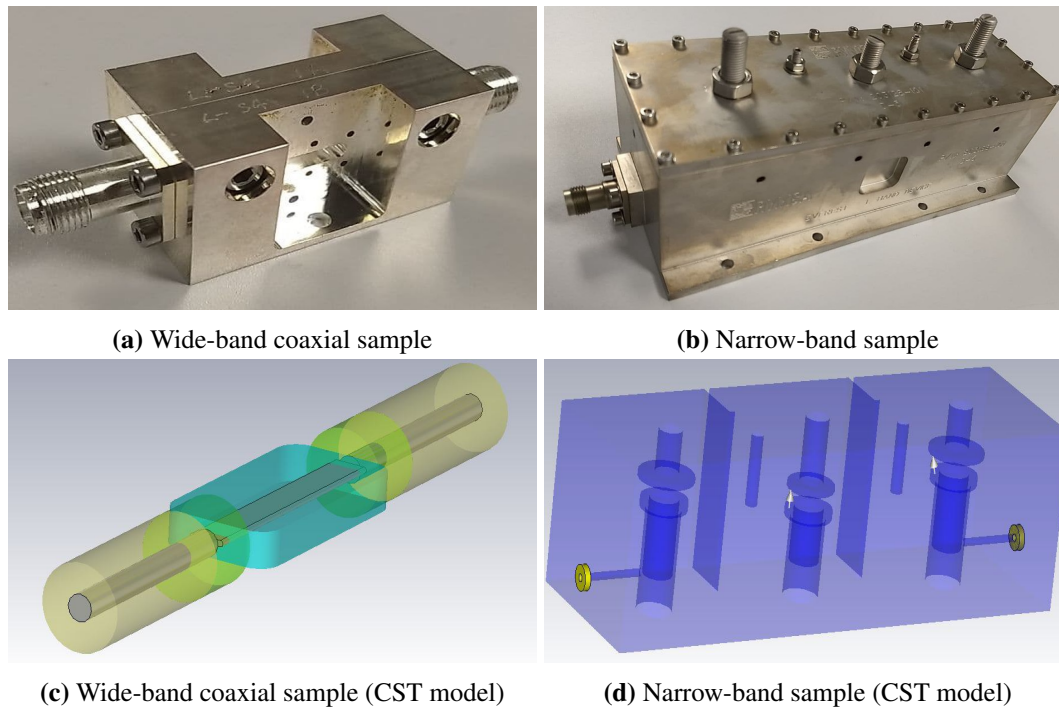 (a) Wide-band coaxial sample
(b) Narrow-band sample
(c) Wide-band coaxial sample (CST model)
(d) Narrow-band sample (CST model)